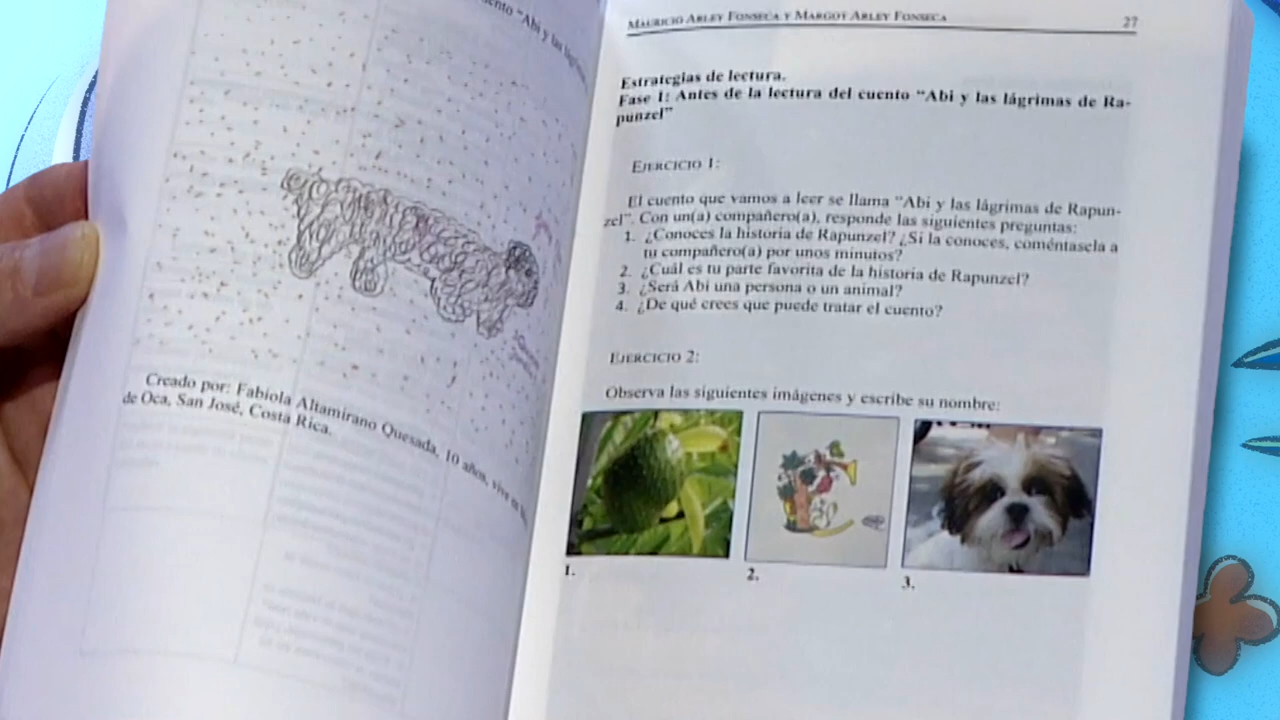 cuento "Abi y las lágrimas
Creado por: Fabiola Altamirano Quesada, 10 años, vive en
de Oca, San José, Costa Rica.
MAURICIO ARLEY FONSECA Y MARGOT ARLEY FONSECA 27
Estrategias de lectura.
Fase 1: Antes de la lectura del cuento “Abi y las lágrimas de Ra-
punzel”
EJERCICIO 1:
El cuento que vamos a leer se llama “Abi y las lágrimas de Rapun-
zel”. Con un(a) compañero(a), responde las siguientes preguntas:
1. ¿Conoces la historia de Rapunzel? ¿Si la conoces, coméntasela a
tu compañero(a) por unos minutos?
2. ¿Cuál es tu parte favorita de la historia de Rapunzel?
3. ¿Será Abi una persona o un animal?
4. ¿De qué crees que puede tratar el cuento?
EJERCICIO 2:
Observa las siguientes imágenes y escribe su nombre:
1. 2. 3.